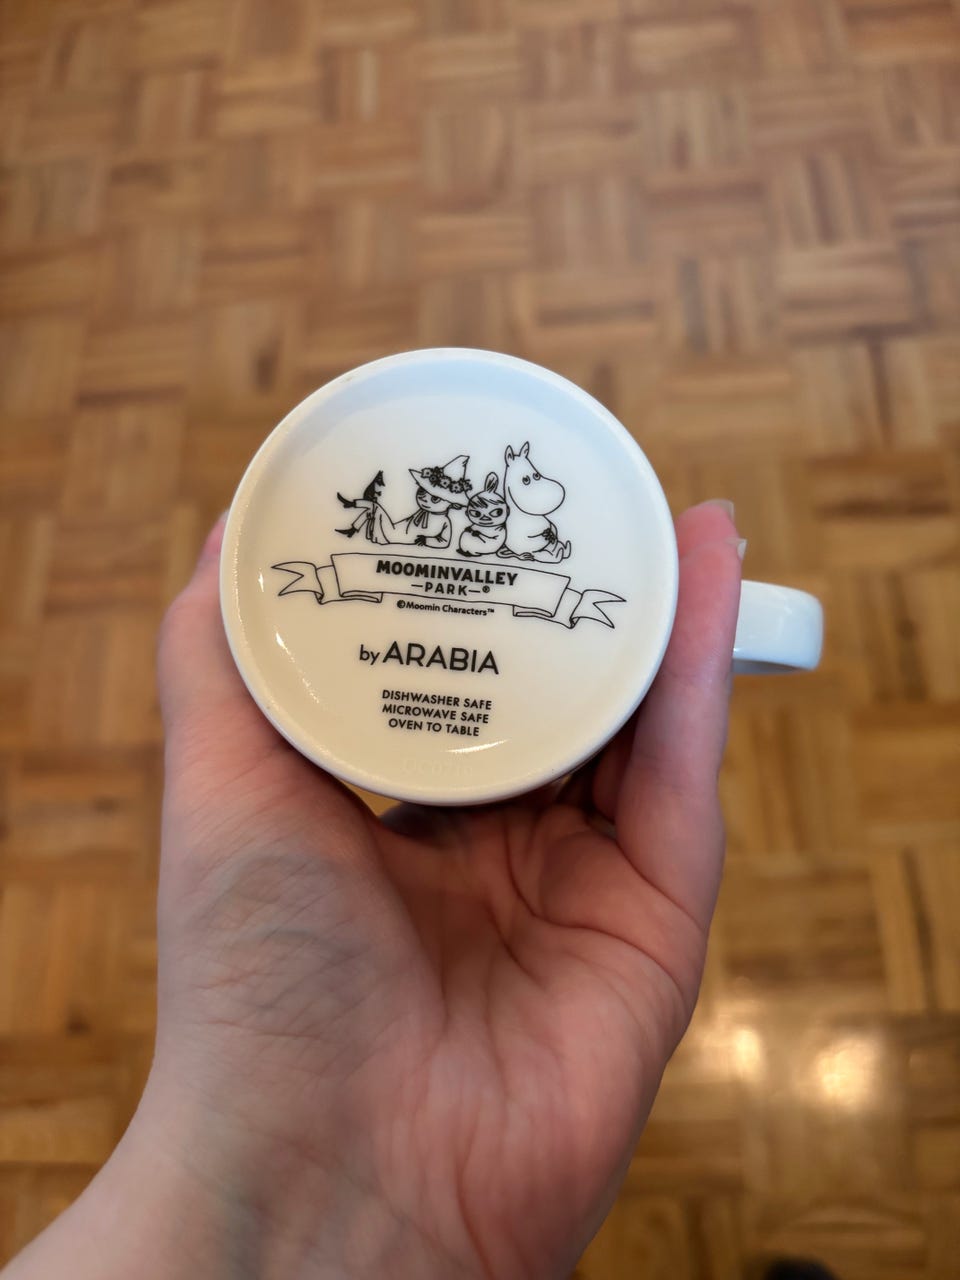 MOOMINVALLEY
—PARK—®
©Moomin Characters™
by ARABIA
DISHWASHER SAFE
MICROWAVE SAFE
OVEN TO TABLE